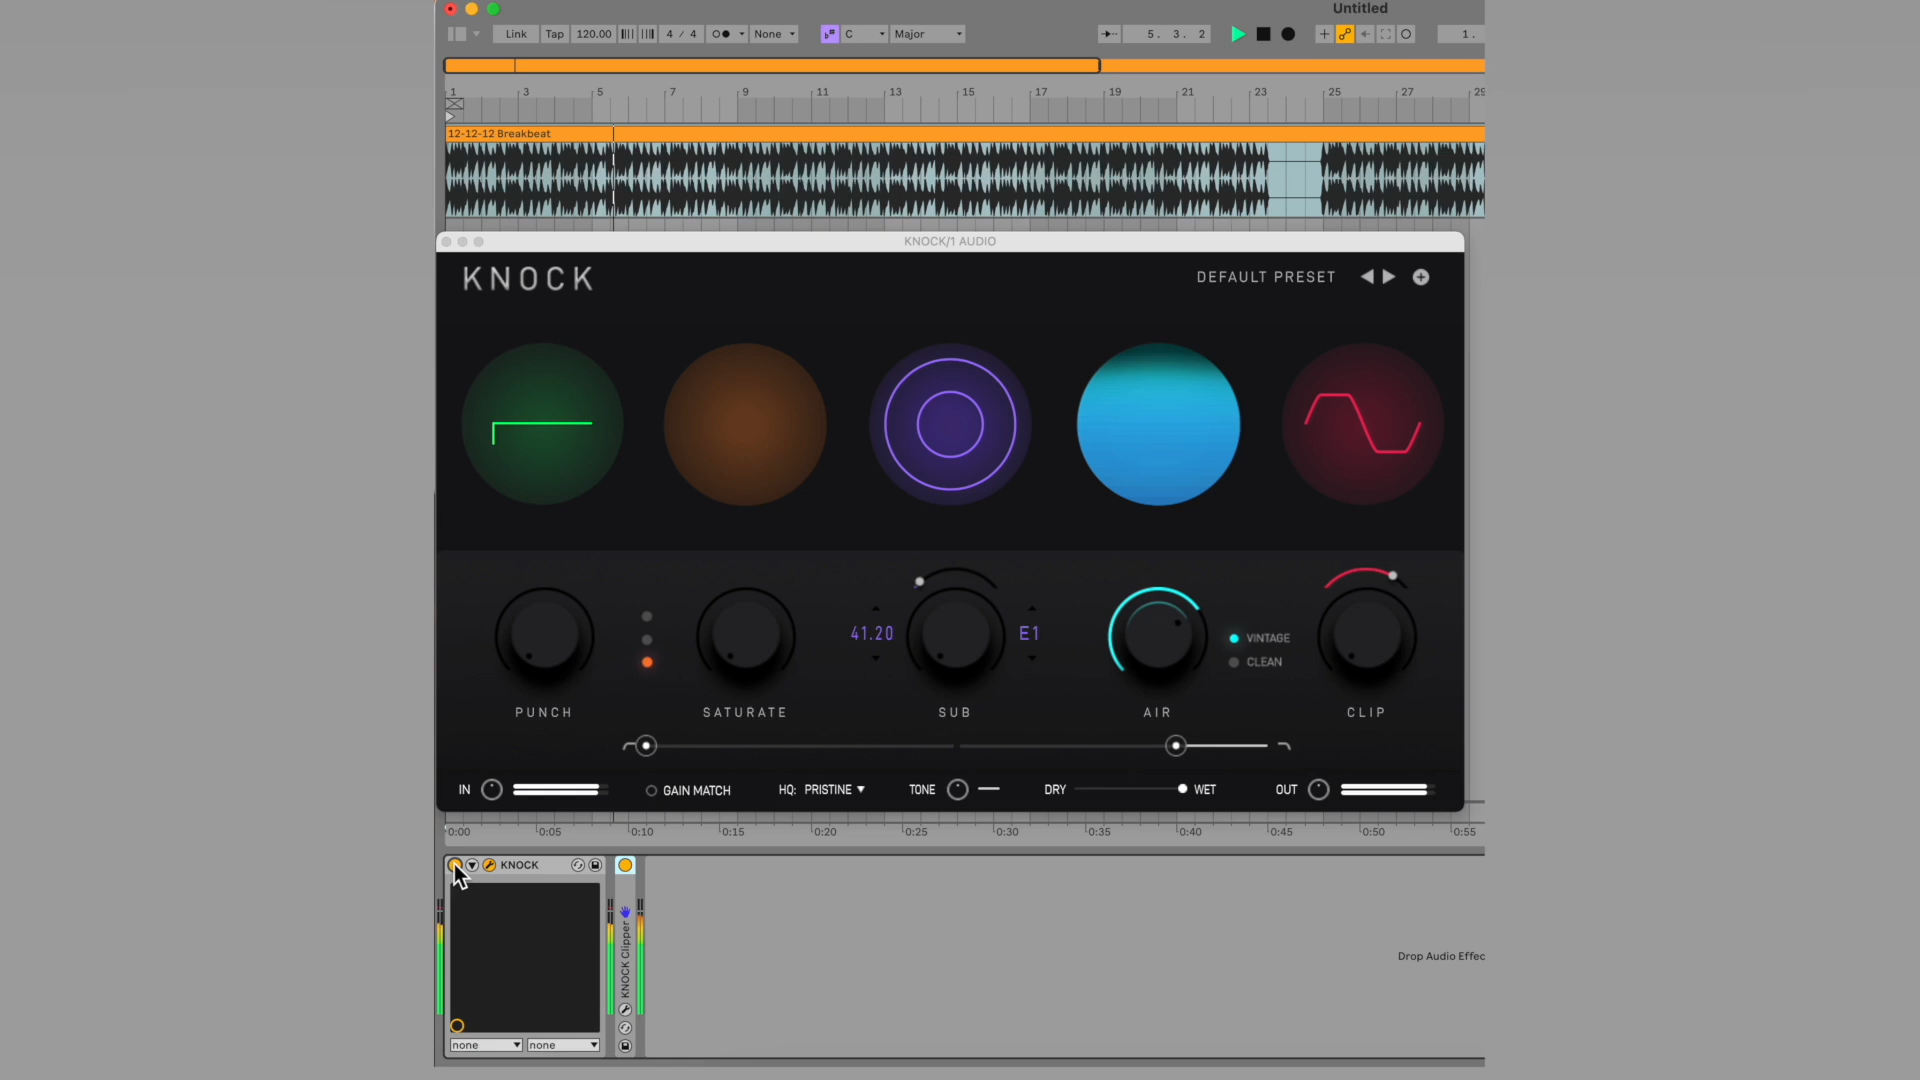 Untitled
Link Tap 120.00 4 / 4 None C Major 5. 3. 2 1.
1 3 5 7 9 11 13 15 17 19 21 23 25 27 29
12-12-12 Breakbeat
KNOCK/1 AUDIO
KNOCK
DEFAULT PRESET
41.20 E1
VINTAGE
CLEAN
PUNCH SATURATE SUB AIR CLIP
IN GAIN MATCH HQ: PRISTINE TONE DRY WET OUT
0:00 0:05 0:10 0:15 0:20 0:25 0:30 0:35 0:40 0:45 0:50 0:55
KNOCK
KNOCK Clipper
Drop Audio Effec
none none